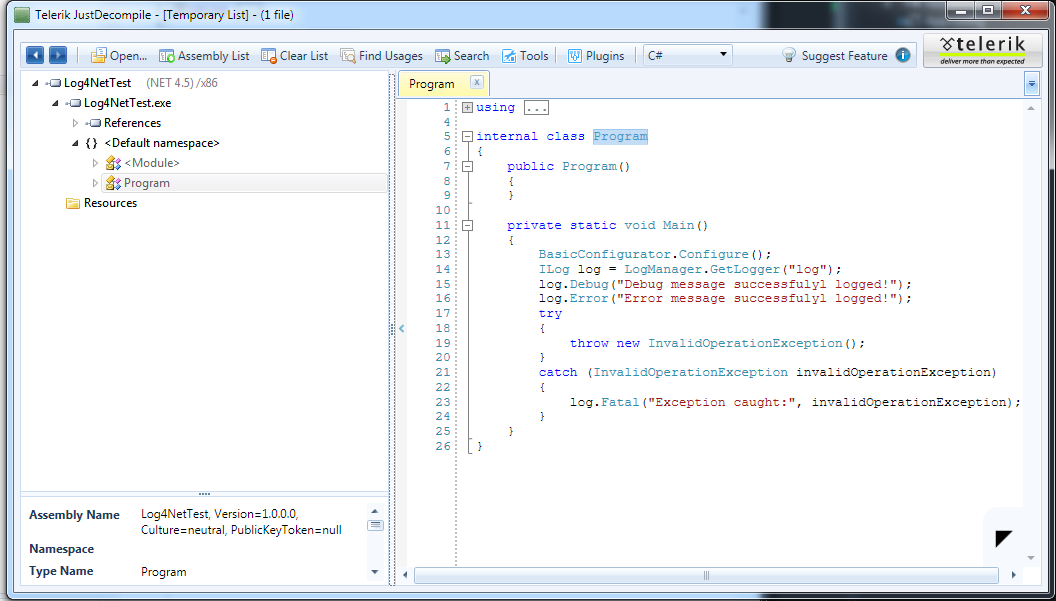 Telerik JustDecompile - [Temporary List] - (1 file)
Open... Assembly List Clear List Find Usages Search Tools Plugins C# Suggest Feature
telerik
deliver more than expected
Log4NetTest (NET 4.5) /x86
Log4NetTest.exe
References
{} <Default namespace>
<Module>
Program
Resources
Assembly Name Log4NetTest, Version=1.0.0.0,
Culture=neutral, PublicKeyToken=null
Namespace
Type Name Program
Program
1 using ...
4
5 internal class Program
6 {
7 public Program()
8 {
9 }
10
11 private static void Main()
12 {
13 BasicConfigurator.Configure();
14 ILog log = LogManager.GetLogger("log");
15 log.Debug("Debug message successfulyl logged!");
16 log.Error("Error message successfulyl logged!");
17 try
18 {
19 throw new InvalidOperationException();
20 }
21 catch (InvalidOperationException invalidOperationException)
22 {
23 log.Fatal("Exception caught:", invalidOperationException);
24 }
25 }
26 }